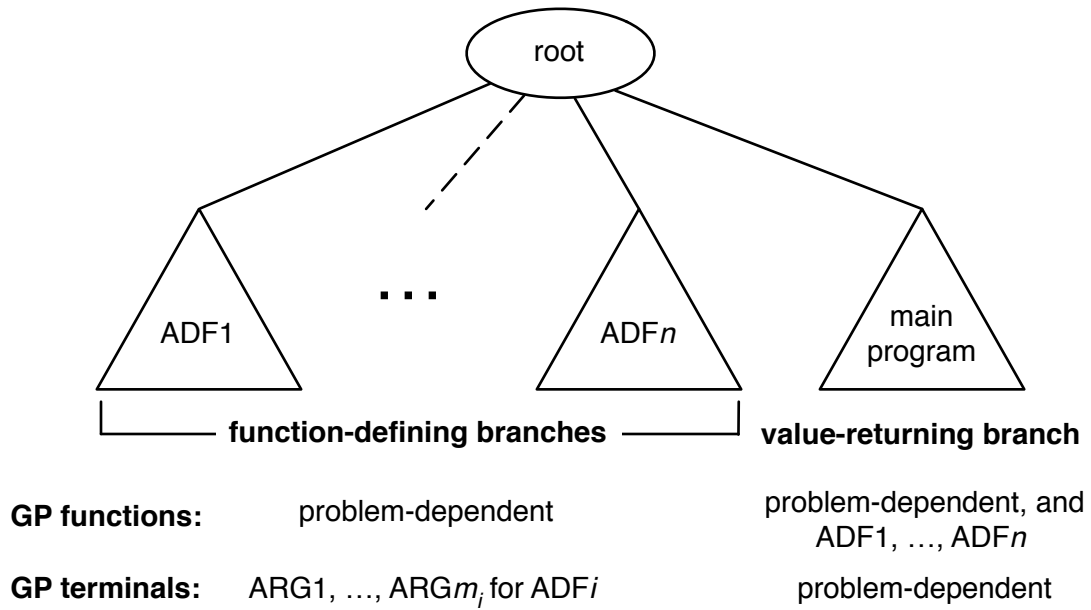 root
ADF1
...
ADFn
main
program
function-defining branches
value-returning branch
GP functions:
problem-dependent
problem-dependent, and
ADF1, …, ADFn
GP terminals:
ARG1, …, ARGm_i for ADFi
problem-dependent